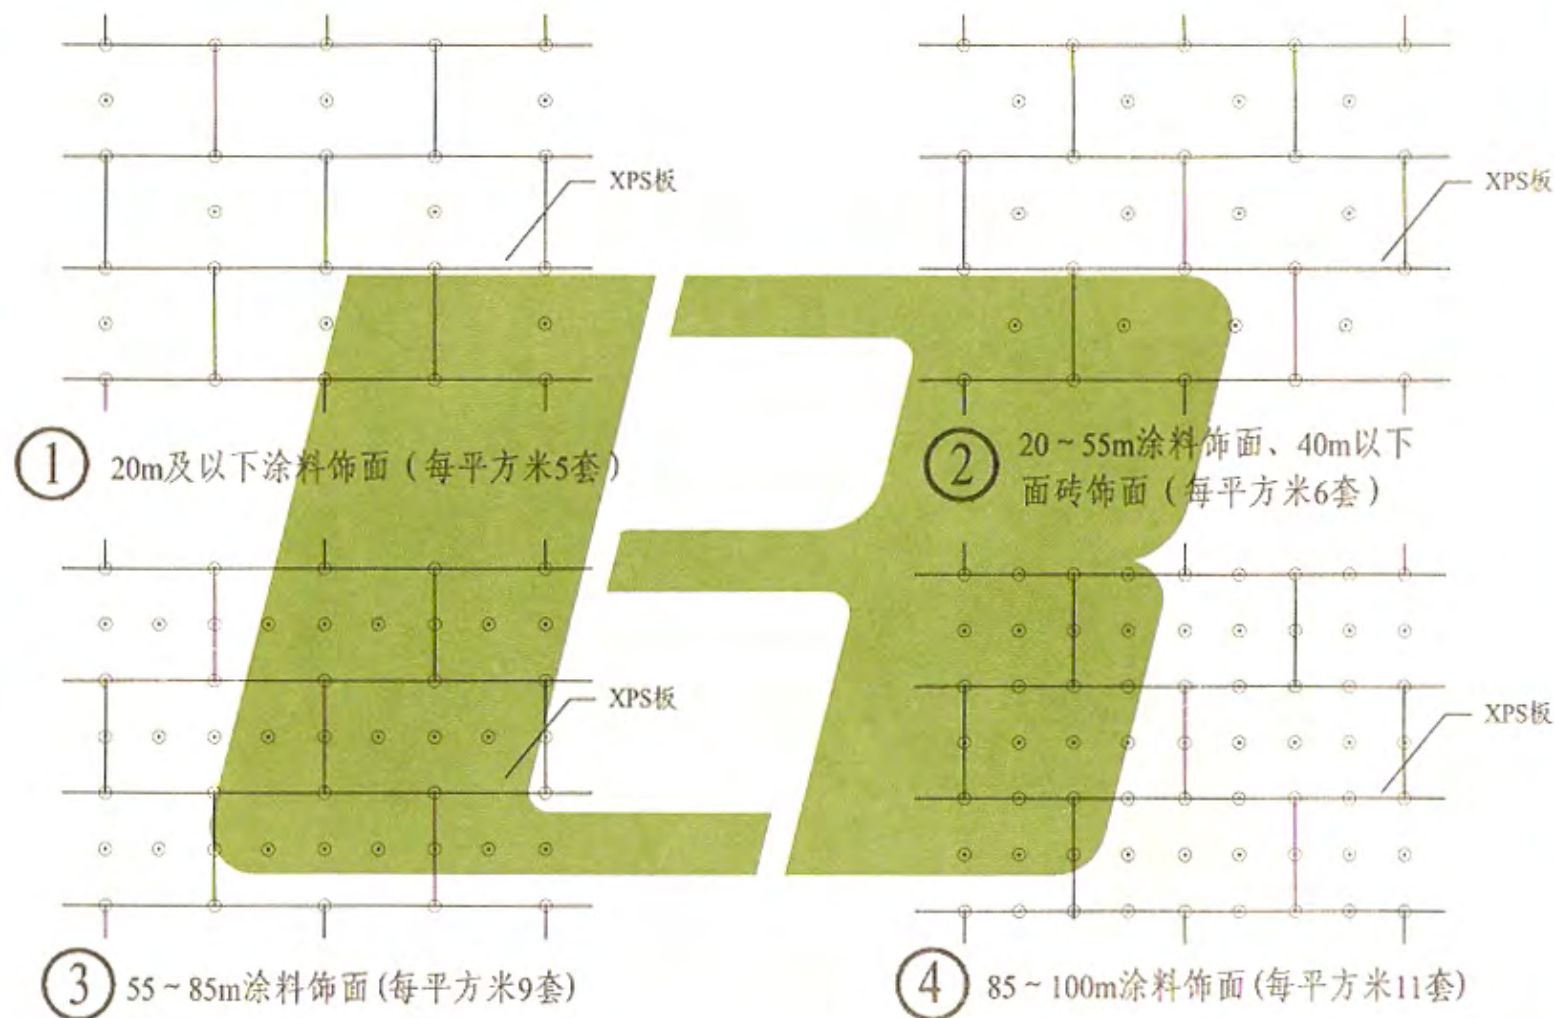 XPS板
XPS板
① 20m及以下涂料饰面（每平方米5套）
② 20~55m涂料饰面、40m以下
面砖饰面（每平方米6套）
XPS板
XPS板
③ 55~85m涂料饰面(每平方米9套)
④ 85~100m涂料饰面(每平方米11套)